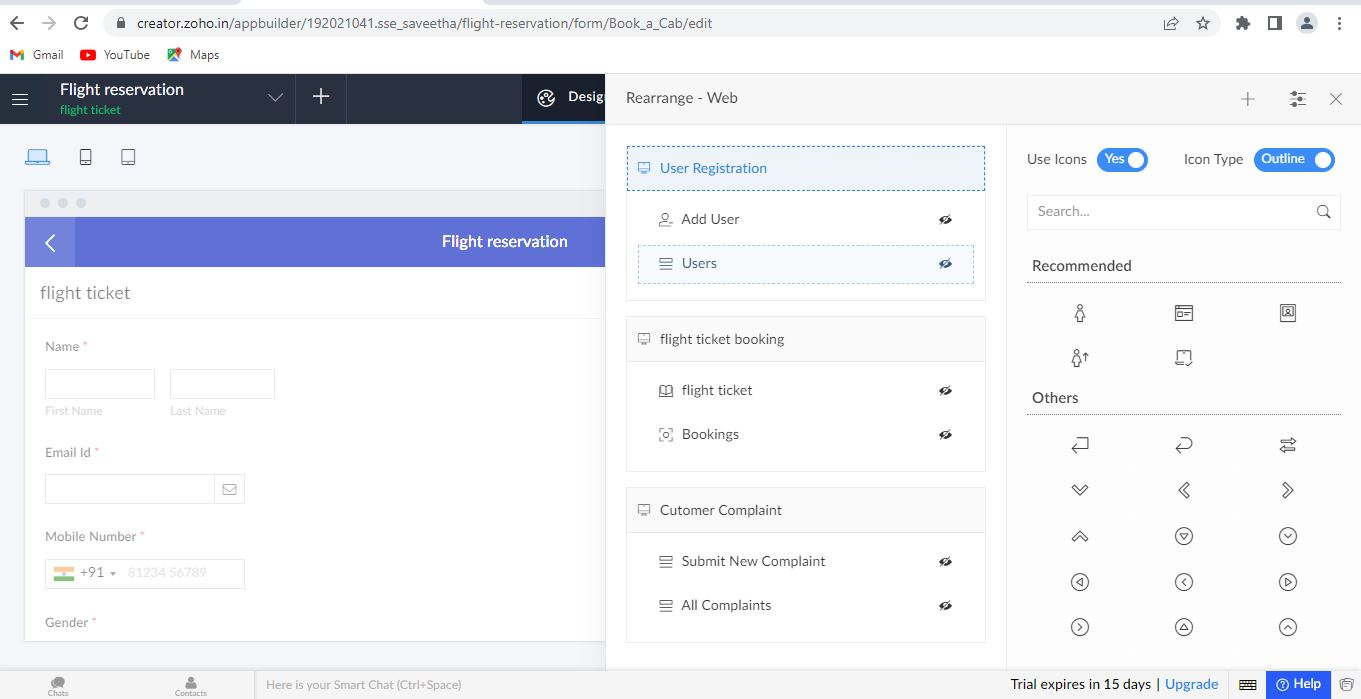 creator.zoho.in/appbuilder/192021041.sse_saveetha/flight-reservation/form/Book_a_Cab/edit
Gmail YouTube Maps
Flight reservation
flight ticket
Rearrange - Web
User Registration
Add User
Users
flight ticket booking
flight ticket
Bookings
Cutomer Complaint
Submit New Complaint
All Complaints
Use Icons Yes Icon Type Outline
Search...
Recommended
Others
Flight reservation
flight ticket
Name *
First Name Last Name
Email Id *
Mobile Number *
+91 81234 56789
Gender *
Chats Contacts Here is your Smart Chat (Ctrl+Space) Trial expires in 15 days | Upgrade Help